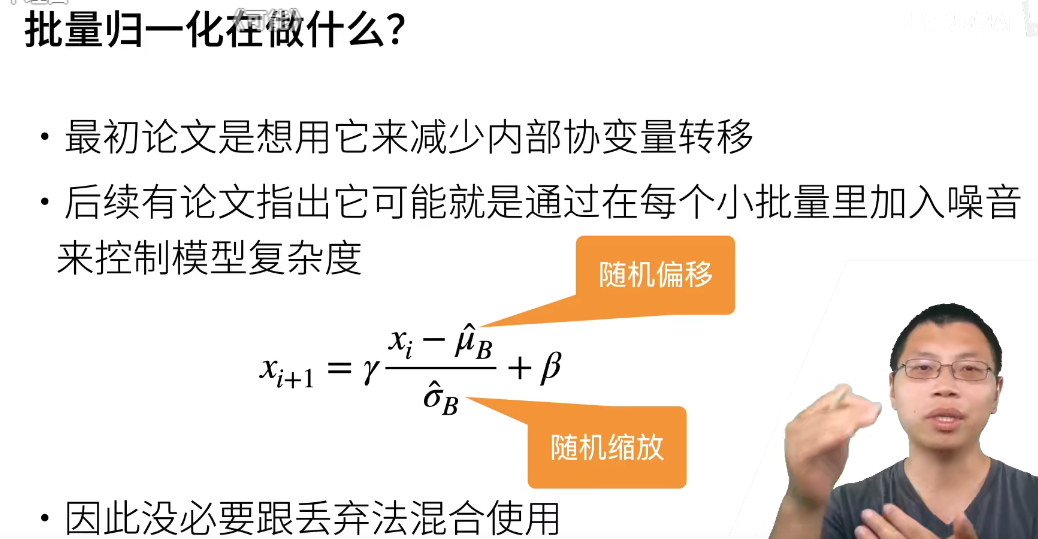 批量归一化在做什么？
《可能》
• 最初论文是想用它来减少内部协变量转移
• 后续有论文指出它可能就是通过在每个小批量里加入噪音
来控制模型复杂度
随机偏移
x_{i+1} = γ \frac{x_i − \hat{μ}_B}{\hat{σ}_B} + β
随机缩放
• 因此没必要跟丢弃法混合使用